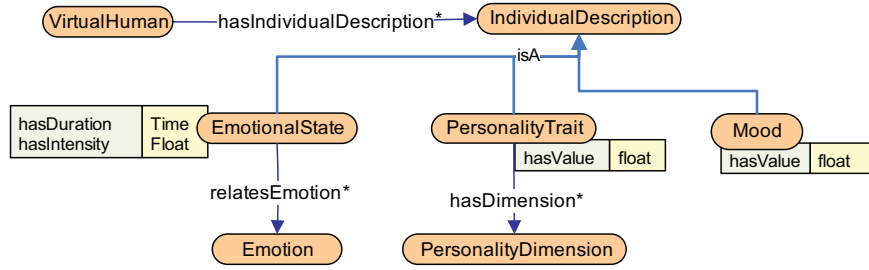 VirtualHuman
hasIndividualDescription*
IndividualDescription
isA
hasDuration Time
hasIntensity Float
EmotionalState
PersonalityTrait
hasValue float
Mood
hasValue float
relatesEmotion*
hasDimension*
Emotion
PersonalityDimension